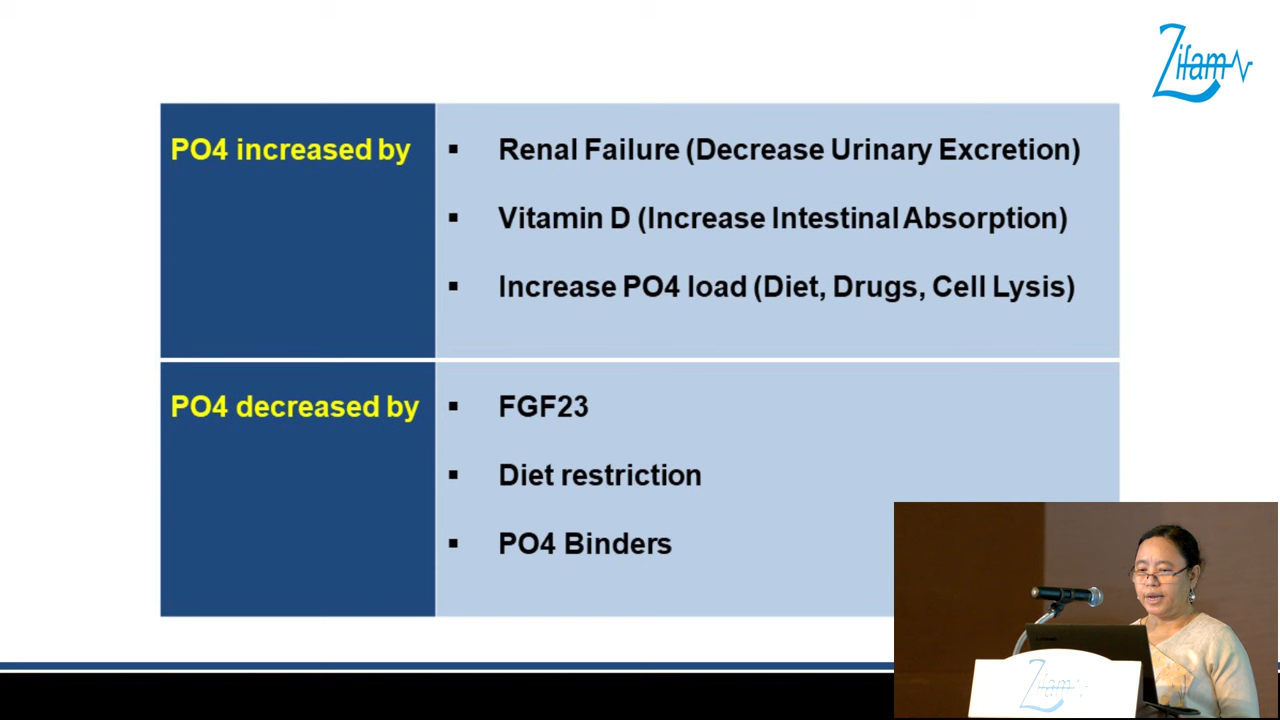 Zifam
PO4 increased by
▪ Renal Failure (Decrease Urinary Excretion)
▪ Vitamin D (Increase Intestinal Absorption)
▪ Increase PO4 load (Diet, Drugs, Cell Lysis)
PO4 decreased by
▪ FGF23
▪ Diet restriction
▪ PO4 Binders
Zifam